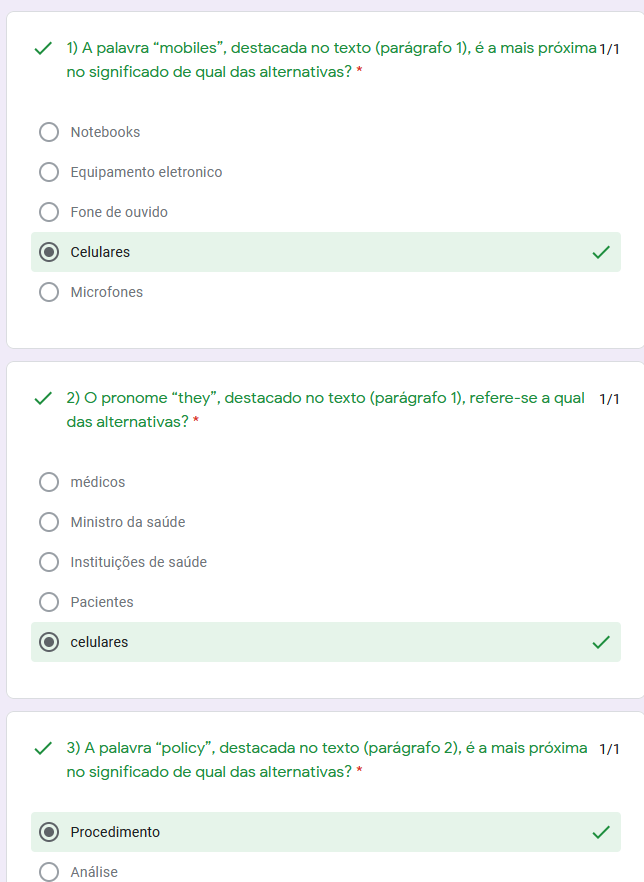 1) A palavra “mobiles”, destacada no texto (parágrafo 1), é a mais próxima 1/1
no significado de qual das alternativas? *
Notebooks
Equipamento eletronico
Fone de ouvido
Celulares
Microfones
2) O pronome “they”, destacado no texto (parágrafo 1), refere-se a qual 1/1
das alternativas? *
médicos
Ministro da saúde
Instituições de saúde
Pacientes
celulares
3) A palavra “policy”, destacada no texto (parágrafo 2), é a mais próxima 1/1
no significado de qual das alternativas? *
Procedimento
Análise